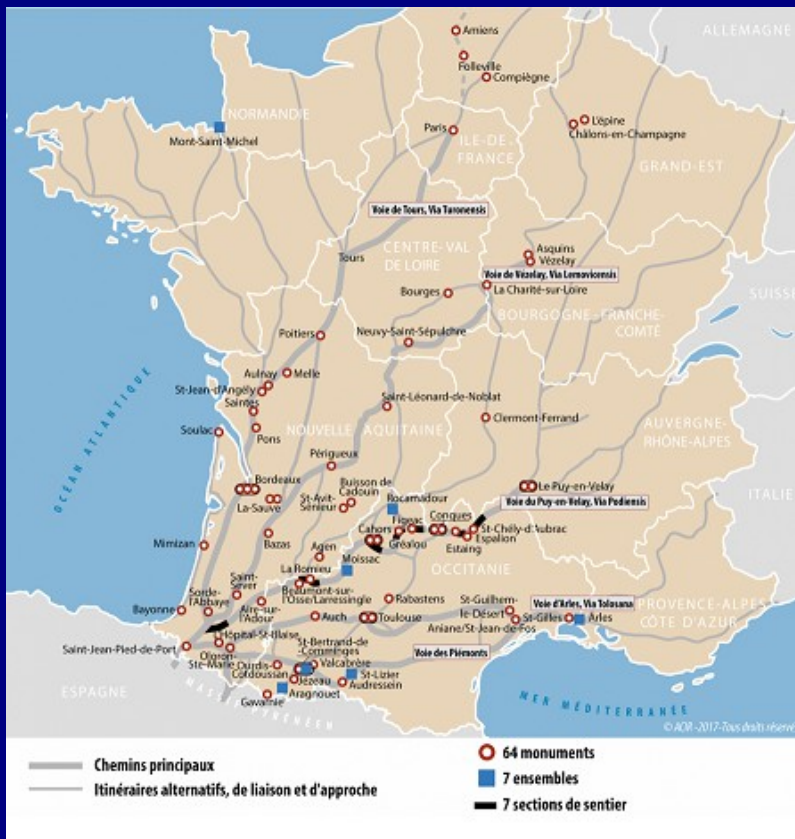 ALLEMAGNE
Amiens
Folleville
Compiègne
NORMANDIE
Mont-Saint-Michel
Paris
ILE-DE-
FRANCE
L'épine
Châlons-en-Champagne
GRAND-EST
Voie de Tours, Via Turonensis
Tours
CENTRE-VAL
DE LOIRE
Asquins
Vézelay
Voie de Vézelay, Via Lemovicensis
La Charité-sur-Loire
Bourges
BOURGOGNE-FRANCHE-
COMTÉ
SUISS
Neuvy-Saint-Sépulchre
Poitiers
Aulnay
Melle
St-Jean-d'Angély
Saintes
Pons
Soulac
Saint-Léonard-de-Noblat
Clermont-Ferrand
NOUVELLE AQUITAINE
AUVERGNE-
RHÔNE-ALPES
OCÉAN ATLANTIQUE
Périgueux
Bordeaux
La-Sauve
Buisson de
Cadouin
St-Avit-
Sénieur
Rocamadour
Le Puy-en-Velay
Voie du Puy-en-Velay, Via Podiensis
ITALIE
Figeac
Conques
Cahors
Gréalou
St-Chély-d'Aubrac
Espalion
Estaing
Mimizan
Bazas
Agen
Moissac
OCCITANIE
La Romieu
Beaumont-sur-
l'Osse
Larressingle
Saint-
Sever
Sorde-
l'Abbaye
Aire-sur-
l'Adour
Bayonne
Rabastens
Auch
Toulouse
St-Guilhem-
le-Désert
Aniane/St-Jean-de-Fos
Voie d'Arles, Via Tolosana
St-Gilles
Arles
PROVENCE-ALPES
CÔTE D'AZUR
Saint-Jean-Pied-de-Port
L'Hôpital-St-Blaise
Oloron-
Ste-Marie
Ourdis-
Cotdoussan
St-Bertrand-de-
Comminges
Valcabrère
Voie des Piémonts
Jézeau
St-Lizier
Audressein
Aragnouet
Gavarnie
ESPAGNE
MASSIF PYRÉNÉEN
MER MÉDITERRANÉE
© ACIR -2017-Tous droits réservés
Chemins principaux
Itinéraires alternatifs, de liaison et d'approche
64 monuments
7 ensembles
7 sections de sentier